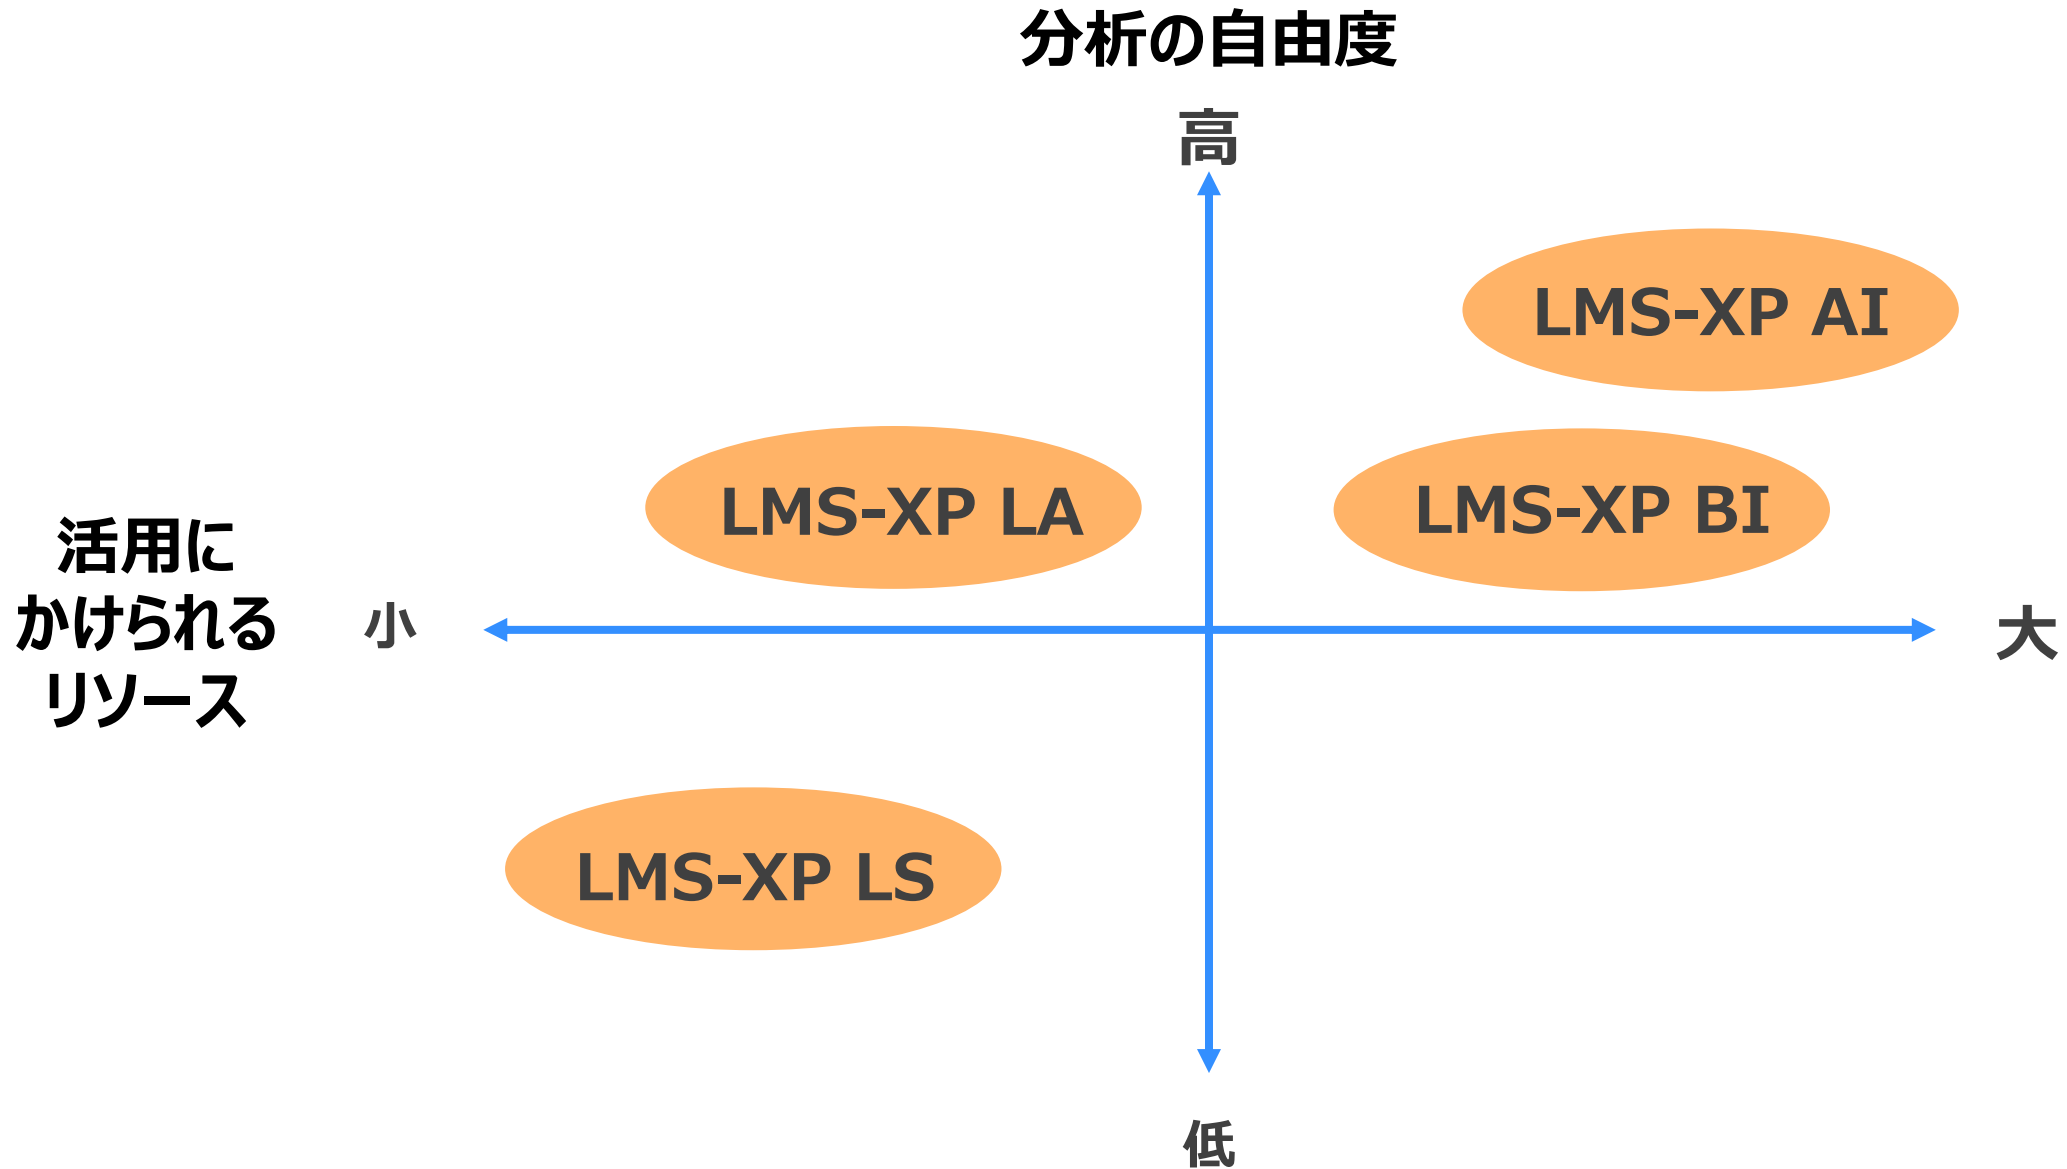 分析の自由度
高
LMS-XP AI
LMS-XP LA
LMS-XP BI
活用に
かけられる
リソース
小
大
LMS-XP LS
低